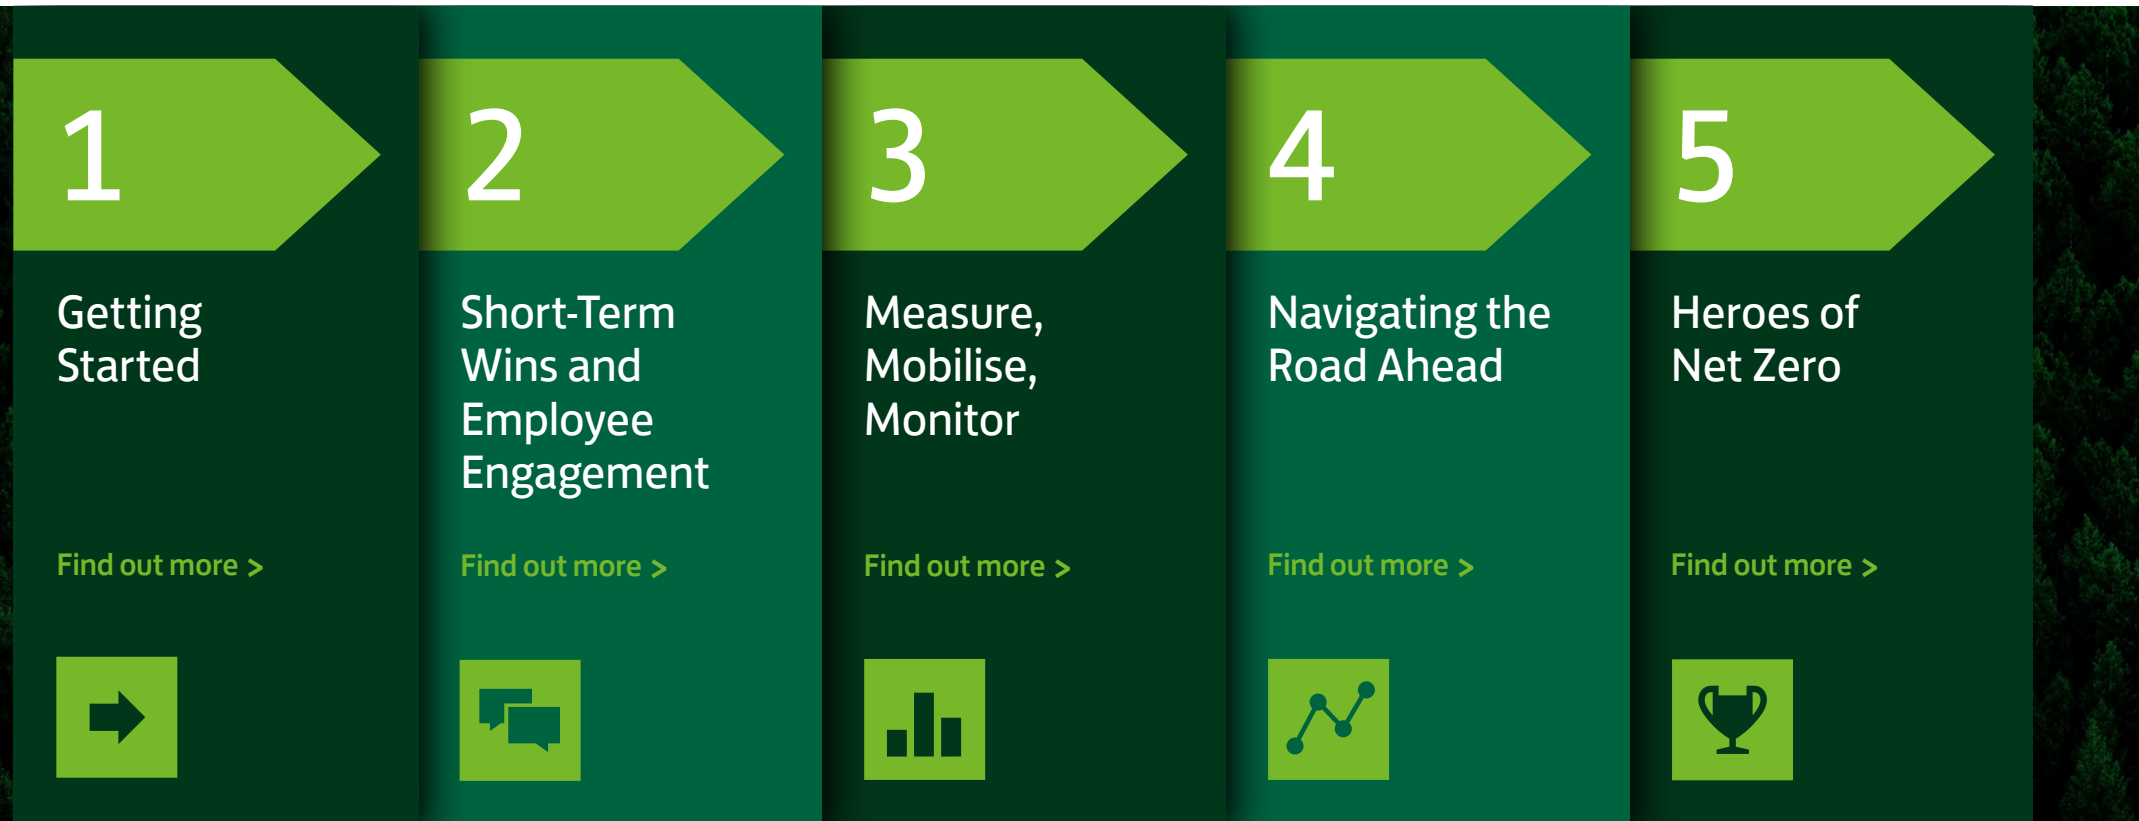 1
Getting
Started
Find out more >
2
Short-Term
Wins and
Employee
Engagement
Find out more >
3
Measure,
Mobilise,
Monitor
Find out more >
4
Navigating the
Road Ahead
Find out more >
5
Heroes of
Net Zero
Find out more >